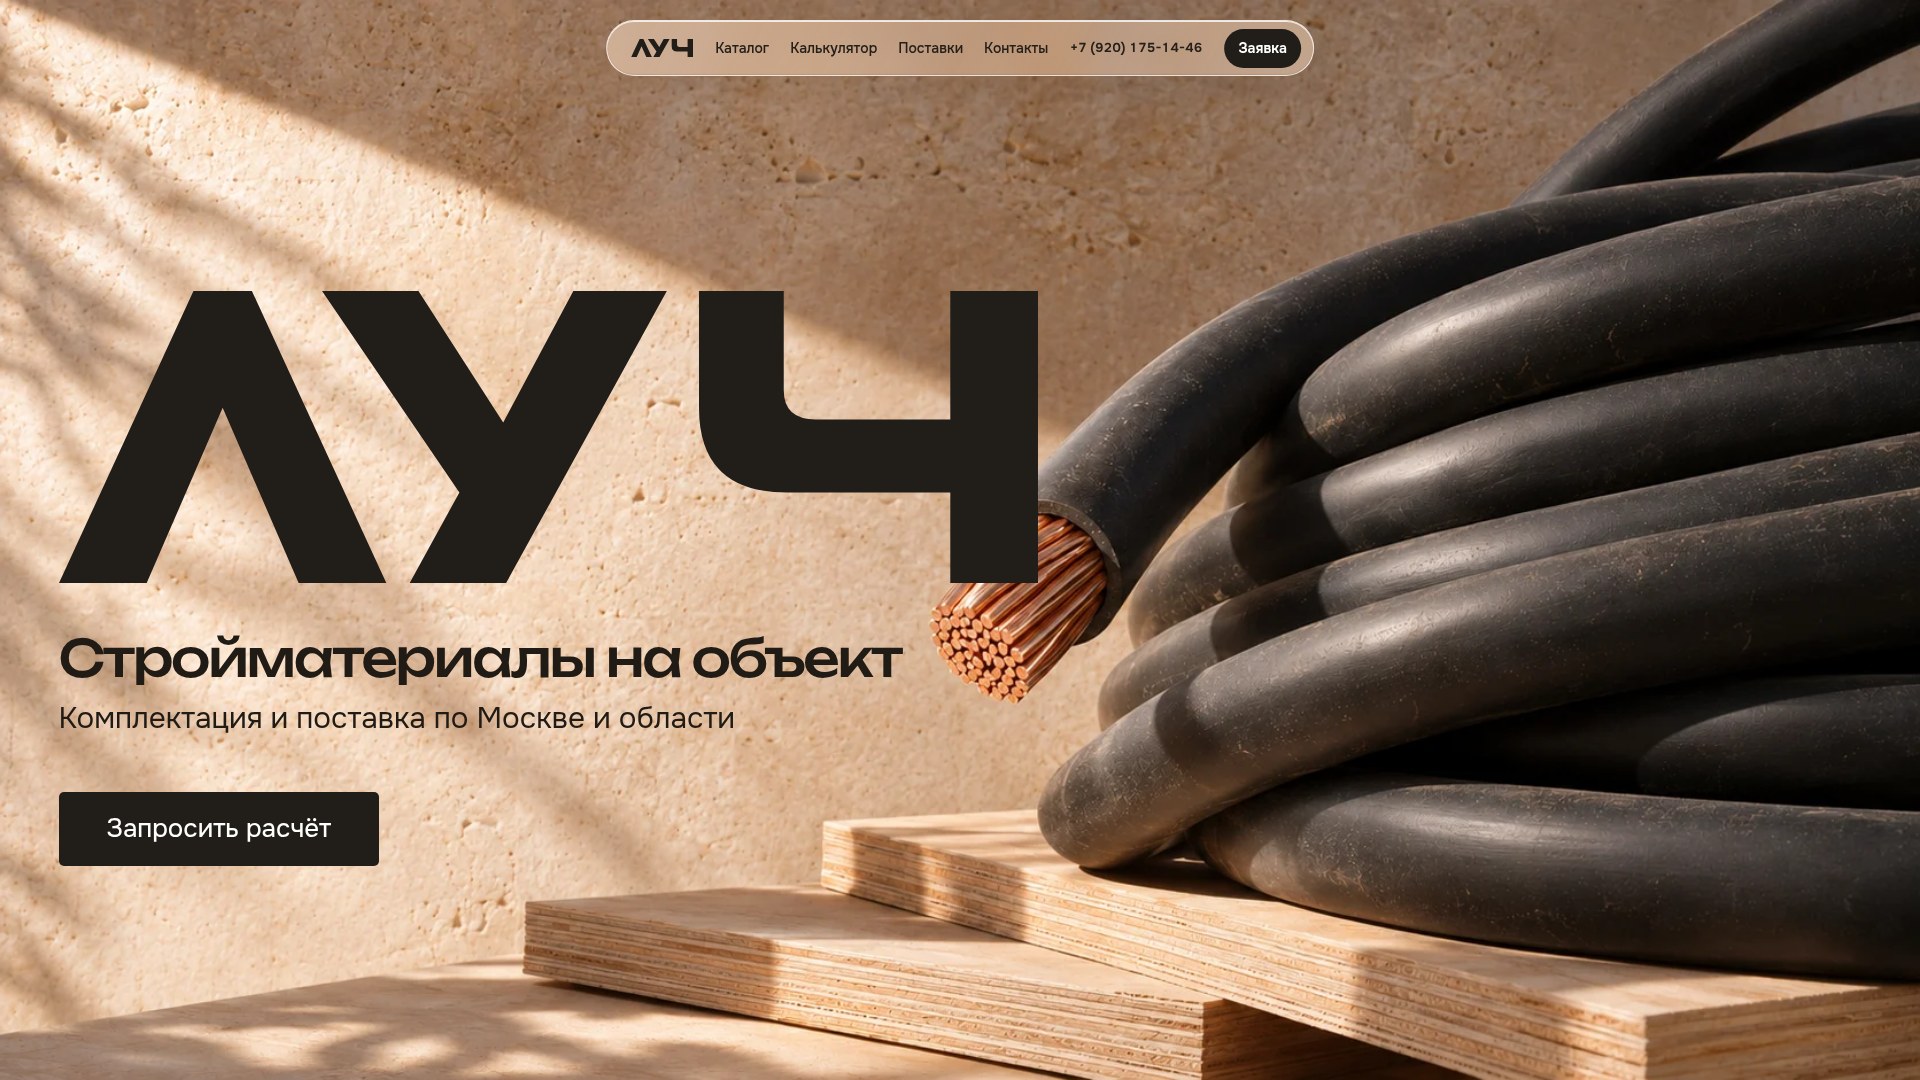 ЛУЧ Каталог Калькулятор Поставки Контакты +7 (920) 175-14-46 Заявка
ЛУЧ
Стройматериалы на объект
Комплектация и поставка по Москве и области
Запросить расчёт